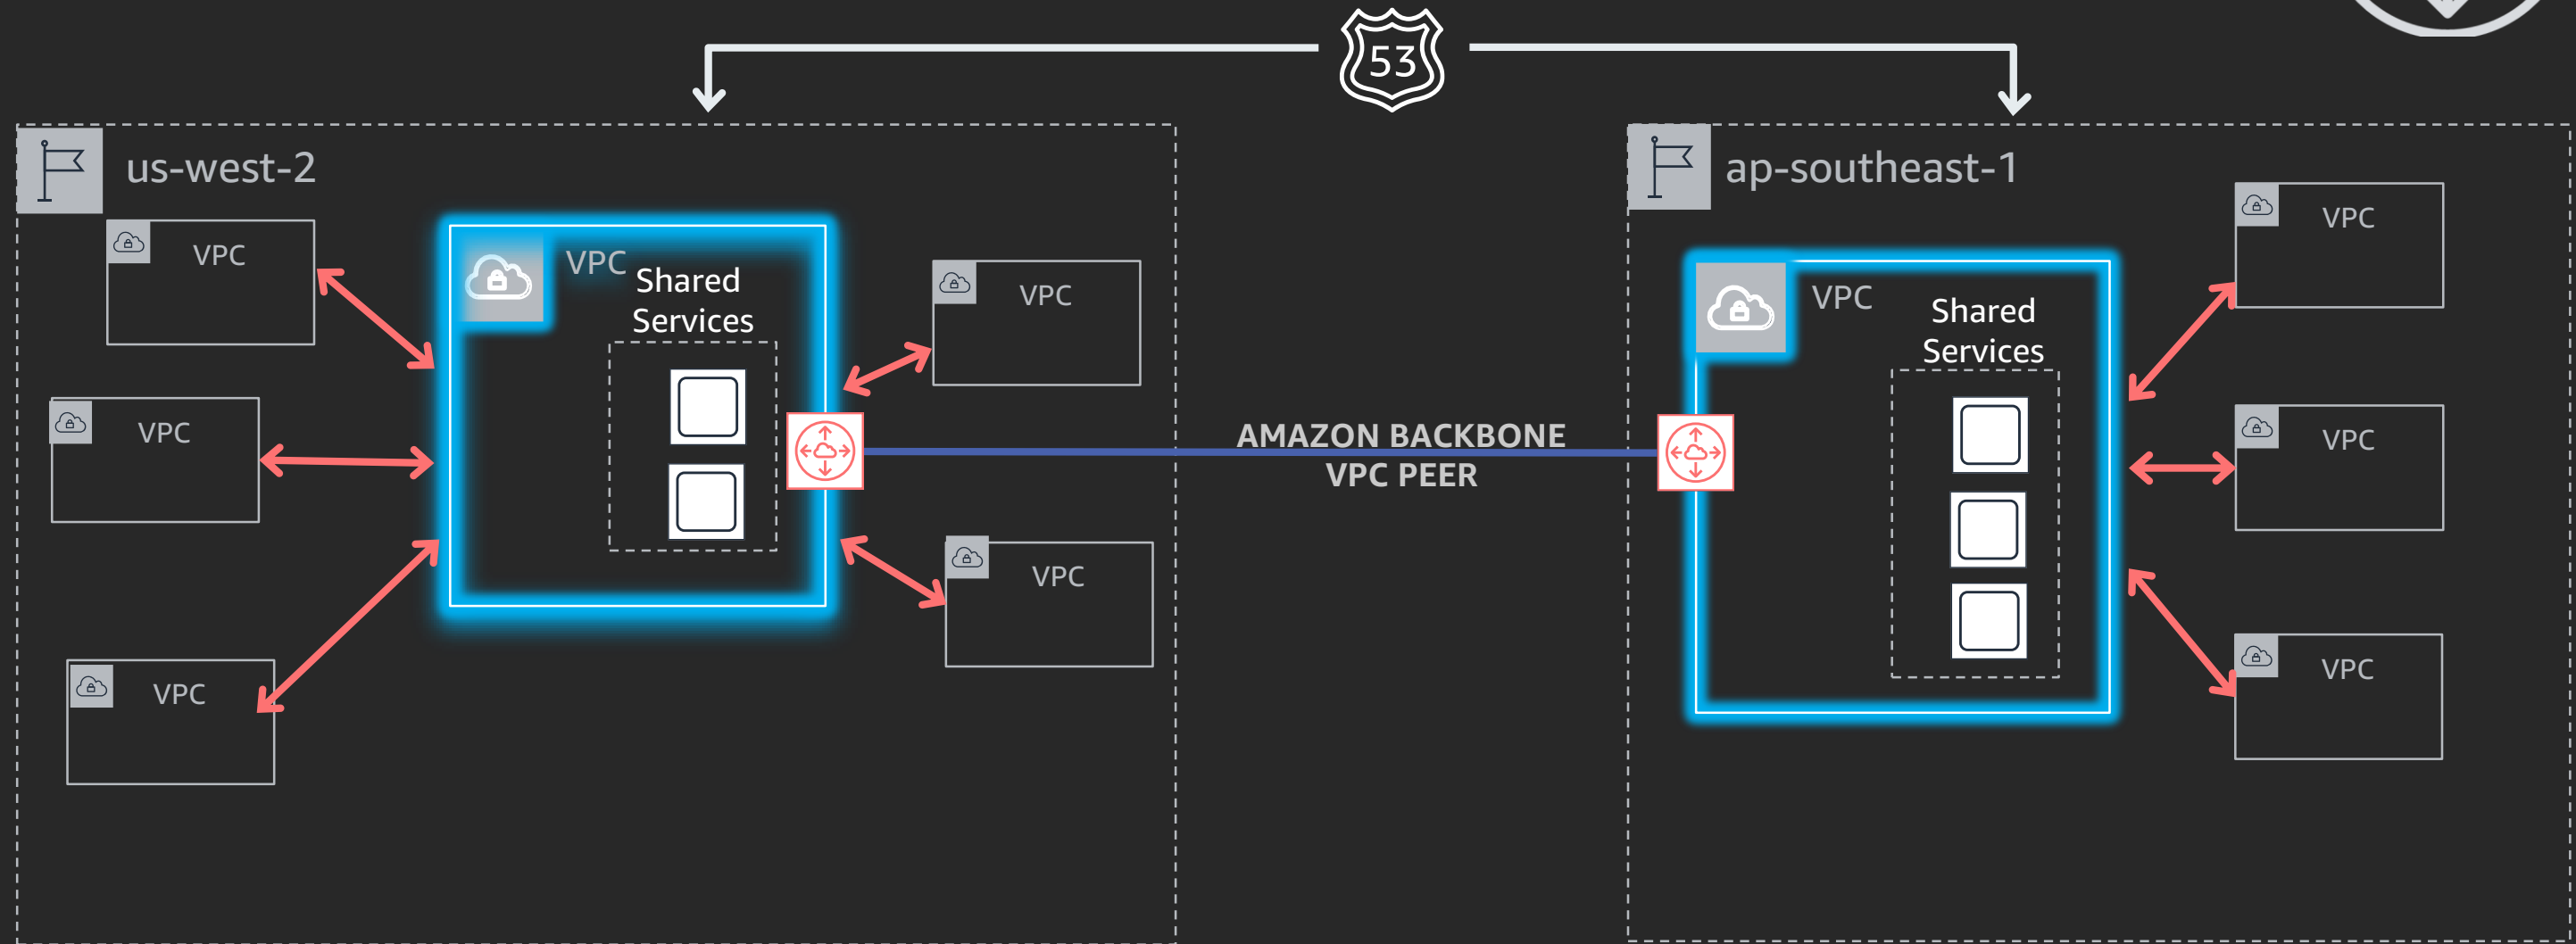 53
us-west-2
VPC
VPC
VPC
VPC
Shared
Services
VPC
VPC
AMAZON BACKBONE
VPC PEER
ap-southeast-1
VPC
Shared
Services
VPC
VPC
VPC